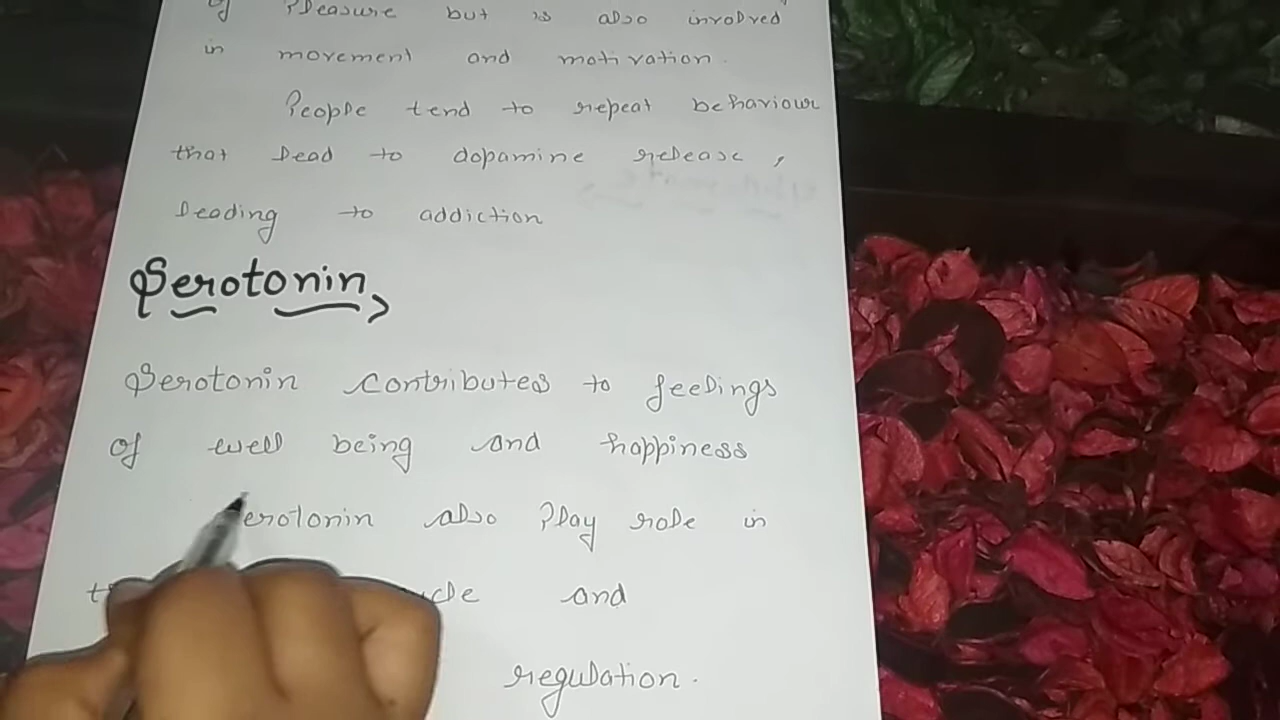 of Pleasure but is also involved
in movement and motivation.
People tend to repeat behaviour
that lead to dopamine release,
leading to addiction
Serotonin
Serotonin contributes to feelings
of well being and happiness
erotonin also Play role in
and
regulation.